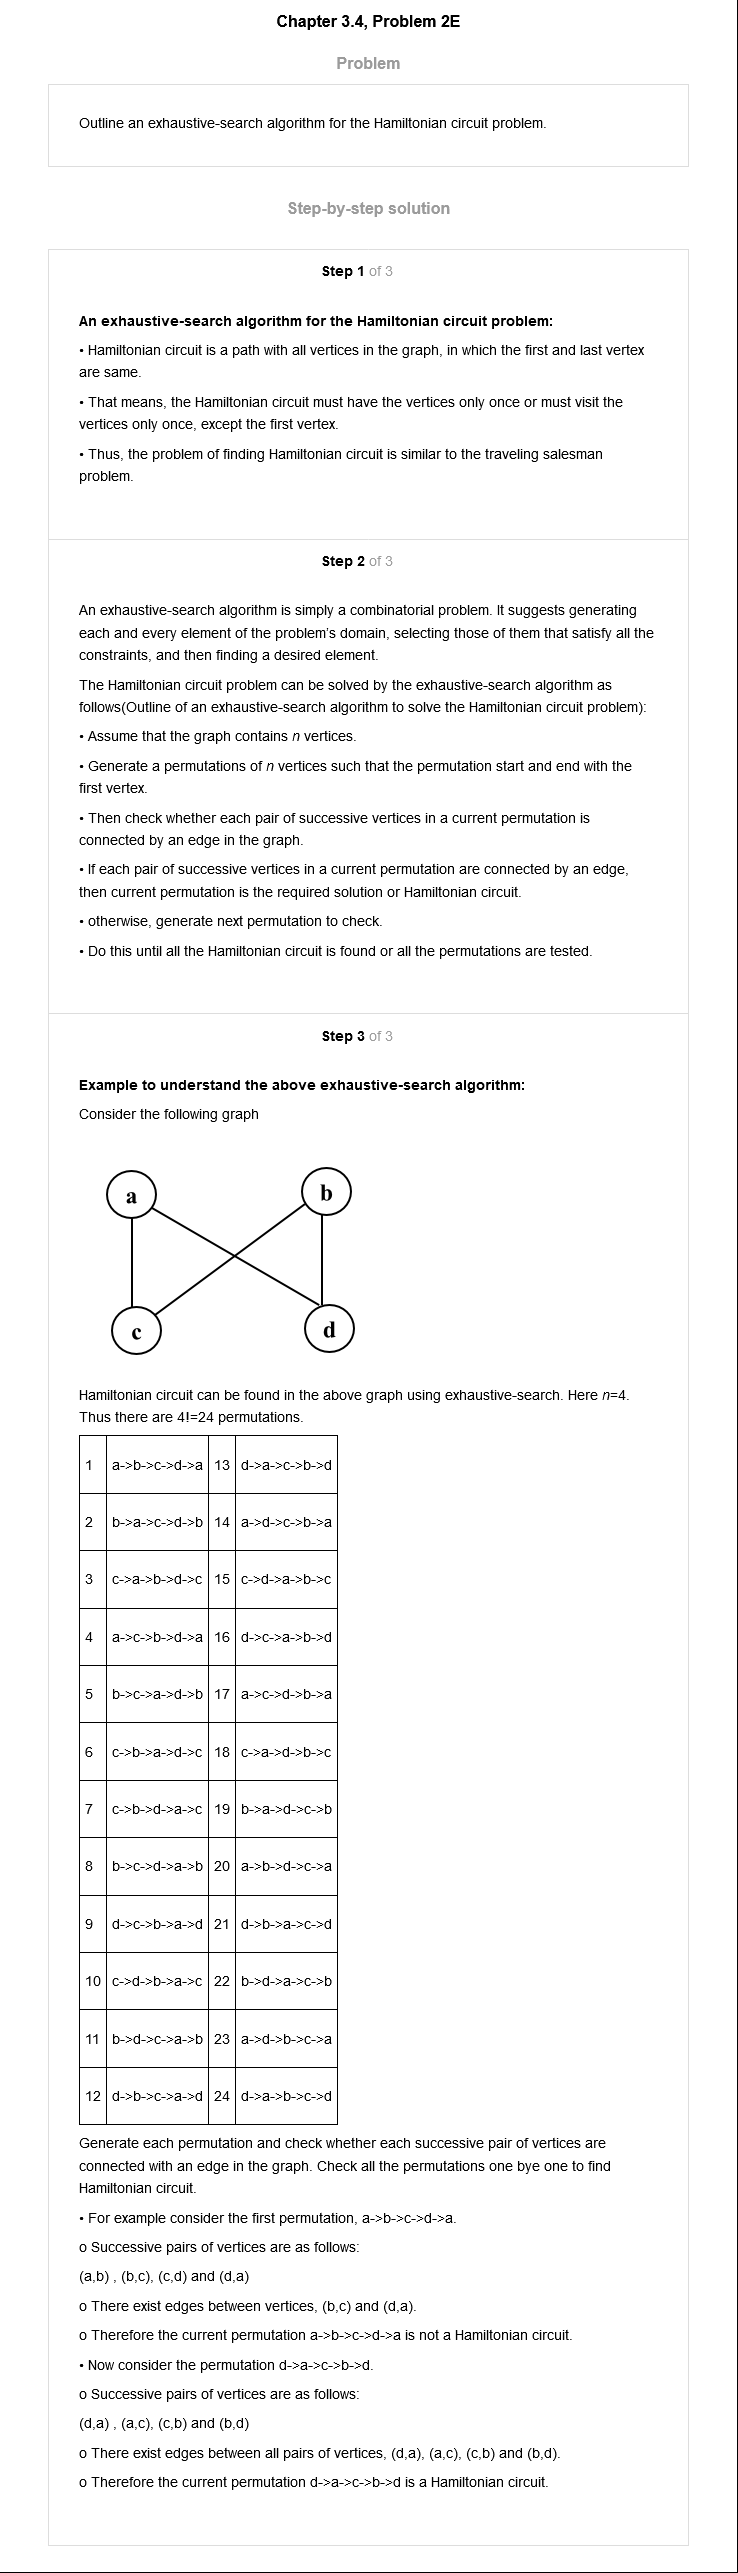 Chapter 3.4, Problem 2E
Problem
Outline an exhaustive-search algorithm for the Hamiltonian circuit problem.
Step-by-step solution
Step 1 of 3
An exhaustive-search algorithm for the Hamiltonian circuit problem:
• Hamiltonian circuit is a path with all vertices in the graph, in which the first and last vertex
are same.
• That means, the Hamiltonian circuit must have the vertices only once or must visit the
vertices only once, except the first vertex.
• Thus, the problem of finding Hamiltonian circuit is similar to the traveling salesman
problem.
Step 2 of 3
An exhaustive-search algorithm is simply a combinatorial problem. It suggests generating
each and every element of the problem's domain, selecting those of them that satisfy all the
constraints, and then finding a desired element.
The Hamiltonian circuit problem can be solved by the exhaustive-search algorithm as
follows(Outline of an exhaustive-search algorithm to solve the Hamiltonian circuit problem):
• Assume that the graph contains n vertices.
• Generate a permutations of n vertices such that the permutation start and end with the
first vertex.
• Then check whether each pair of successive vertices in a current permutation is
connected by an edge in the graph.
• If each pair of successive vertices in a current permutation are connected by an edge,
then current permutation is the required solution or Hamiltonian circuit.
• otherwise, generate next permutation to check.
• Do this until all the Hamiltonian circuit is found or all the permutations are tested.
Step 3 of 3
Example to understand the above exhaustive-search algorithm:
Consider the following graph
a b
c d
Hamiltonian circuit can be found in the above graph using exhaustive-search. Here n=4.
Thus there are 4!=24 permutations.
1 a->b->c->d->a 13 d->a->c->b->d
2 b->a->c->d->b 14 a->d->c->b->a
3 c->a->b->d->c 15 c->d->a->b->c
4 a->c->b->d->a 16 d->c->a->b->d
5 b->c->a->d->b 17 a->c->d->b->a
6 c->b->a->d->c 18 c->a->d->b->c
7 c->b->d->a->c 19 b->a->d->c->b
8 b->c->d->a->b 20 a->b->d->c->a
9 d->c->b->a->d 21 d->b->a->c->d
10 c->d->b->a->c 22 b->d->a->c->b
11 b->d->c->a->b 23 a->d->b->c->a
12 d->b->c->a->d 24 d->a->b->c->d
Generate each permutation and check whether each successive pair of vertices are
connected with an edge in the graph. Check all the permutations one bye one to find
Hamiltonian circuit.
• For example consider the first permutation, a->b->c->d->a.
o Successive pairs of vertices are as follows:
(a,b) , (b,c), (c,d) and (d,a)
o There exist edges between vertices, (b,c) and (d,a).
o Therefore the current permutation a->b->c->d->a is not a Hamiltonian circuit.
• Now consider the permutation d->a->c->b->d.
o Successive pairs of vertices are as follows:
(d,a) , (a,c), (c,b) and (b,d)
o There exist edges between all pairs of vertices, (d,a), (a,c), (c,b) and (b,d).
o Therefore the current permutation d->a->c->b->d is a Hamiltonian circuit.